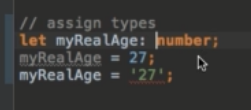 // assign types
let myRealAge: number;
myRealAge = 27;
myRealAge = '27';